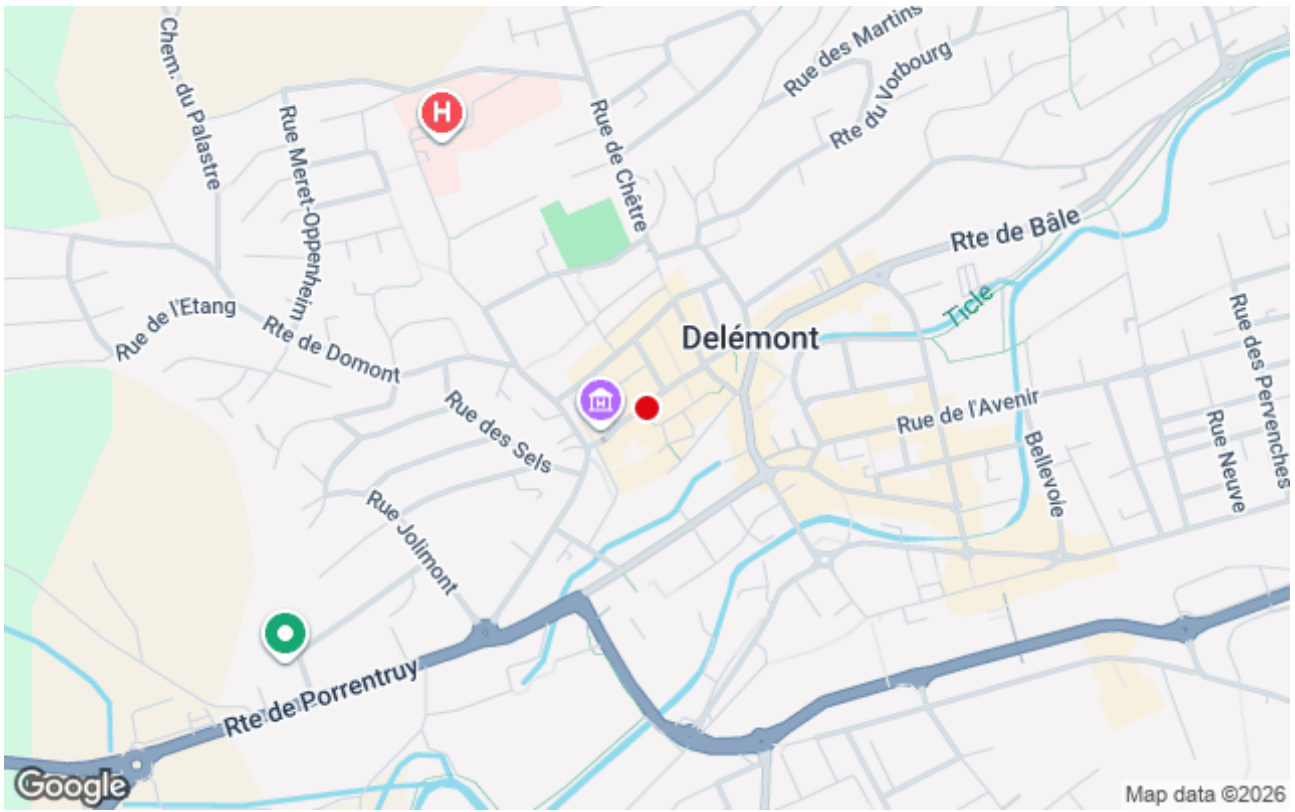 Chem. du Palastre
Rue des Martins
Rte du Vorbourg
H
Rue Meret-Oppenheim
Rue de Chêtre
Rte de Bâle
Ticle
Rue de l'Etang
Rte de Domont
Delémont
Rue des Pervenches
Rue des Sels
Rue de l'Avenir
Bellevoie
Rue Neuve
Rue Jolimont
Rte de Porrentruy
Google
Map data ©2026